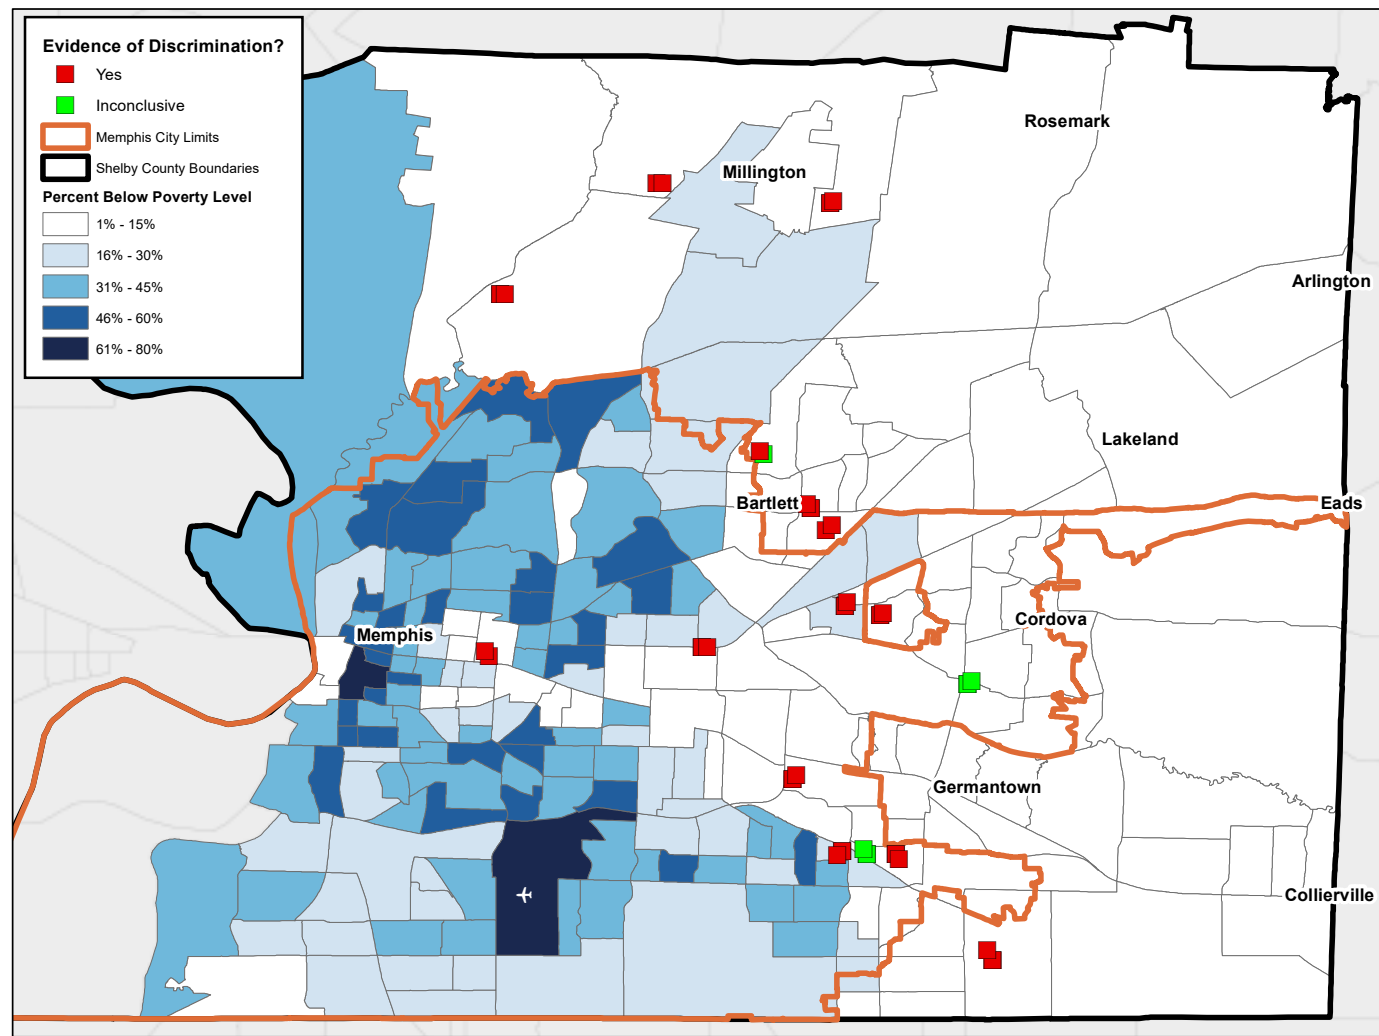 Evidence of Discrimination?
Yes
Inconclusive
Memphis City Limits
Shelby County Boundaries
Percent Below Poverty Level
1% - 15%
16% - 30%
31% - 45%
46% - 60%
61% - 80%
Rosemark
Millington
Arlington
Lakeland
Bartlett
Eads
Cordova
Memphis
Germantown
Collierville